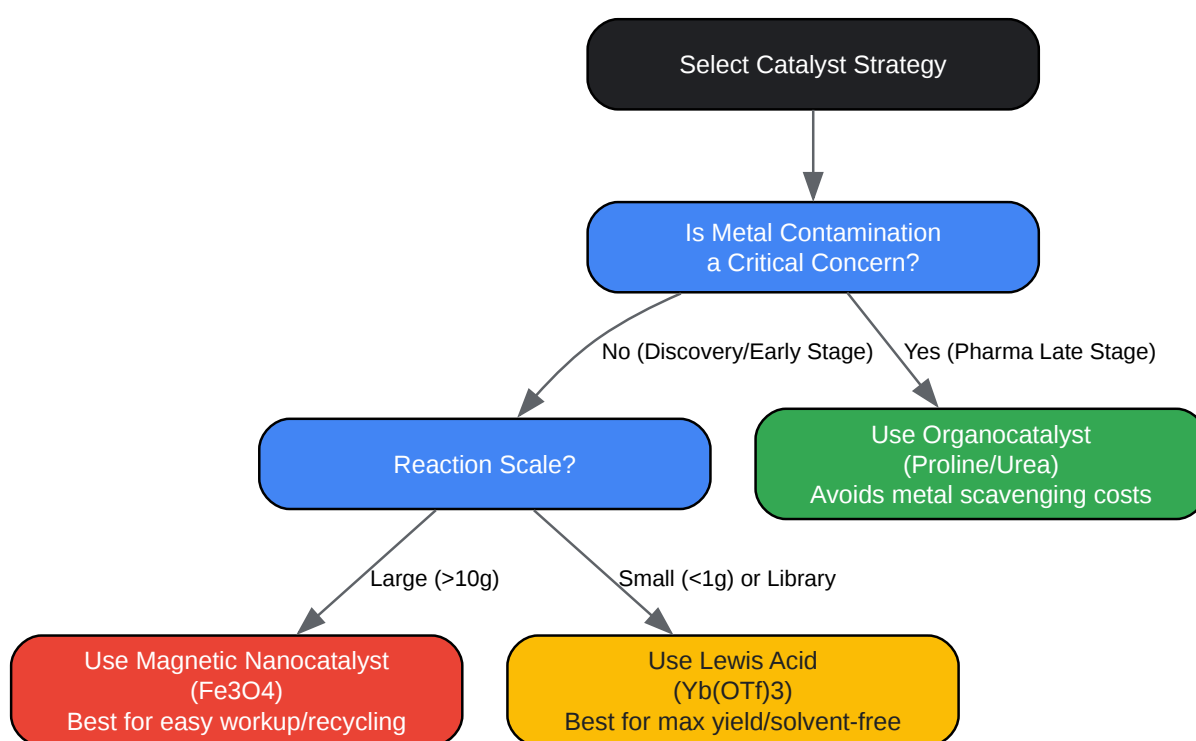 Select Catalyst Strategy
Is Metal Contamination
a Critical Concern?
No (Discovery/Early Stage)
Yes (Pharma Late Stage)
Reaction Scale?
Use Organocatalyst
(Proline/Urea)
Avoids metal scavenging costs
Large (>10g)
Small (<1g) or Library
Use Magnetic Nanocatalyst
(Fe3O4)
Best for easy workup/recycling
Use Lewis Acid
(Yb(OTf)3)
Best for max yield/solvent-free